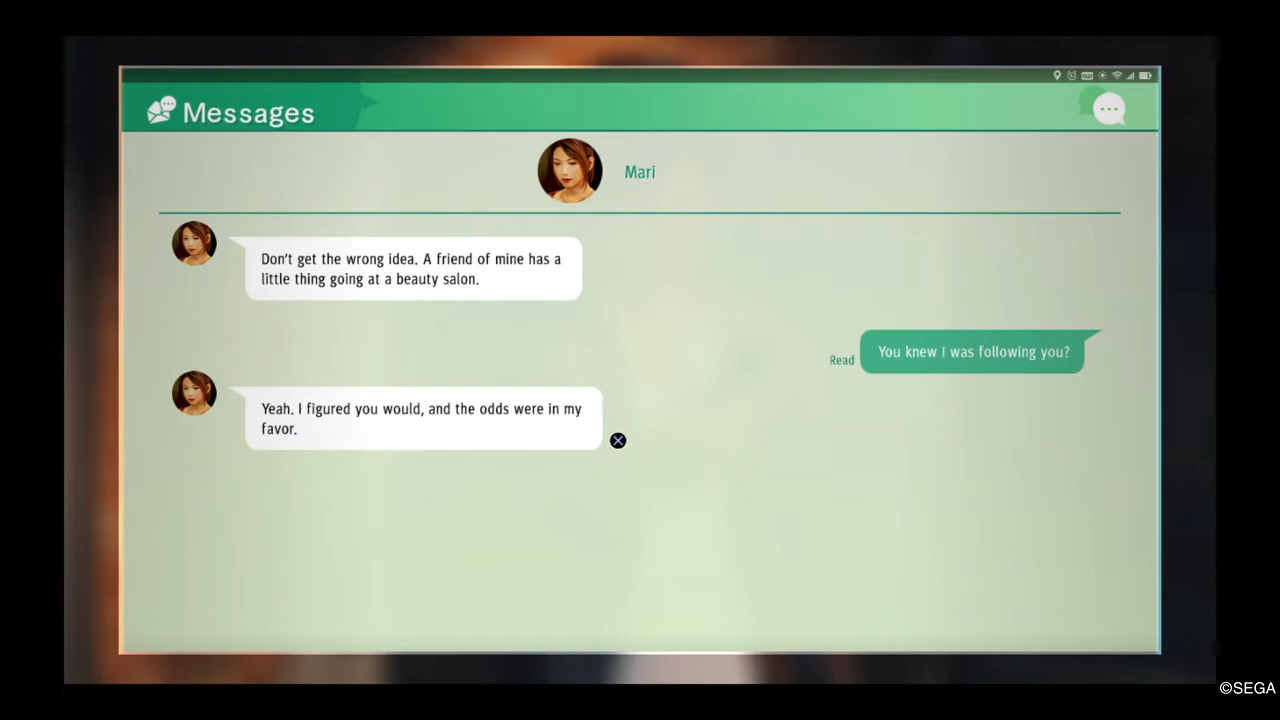 Messages
Mari
Don't get the wrong idea. A friend of mine has a
little thing going at a beauty salon.
You knew I was following you?
Read
Yeah. I figured you would, and the odds were in my
favor.
©SEGA